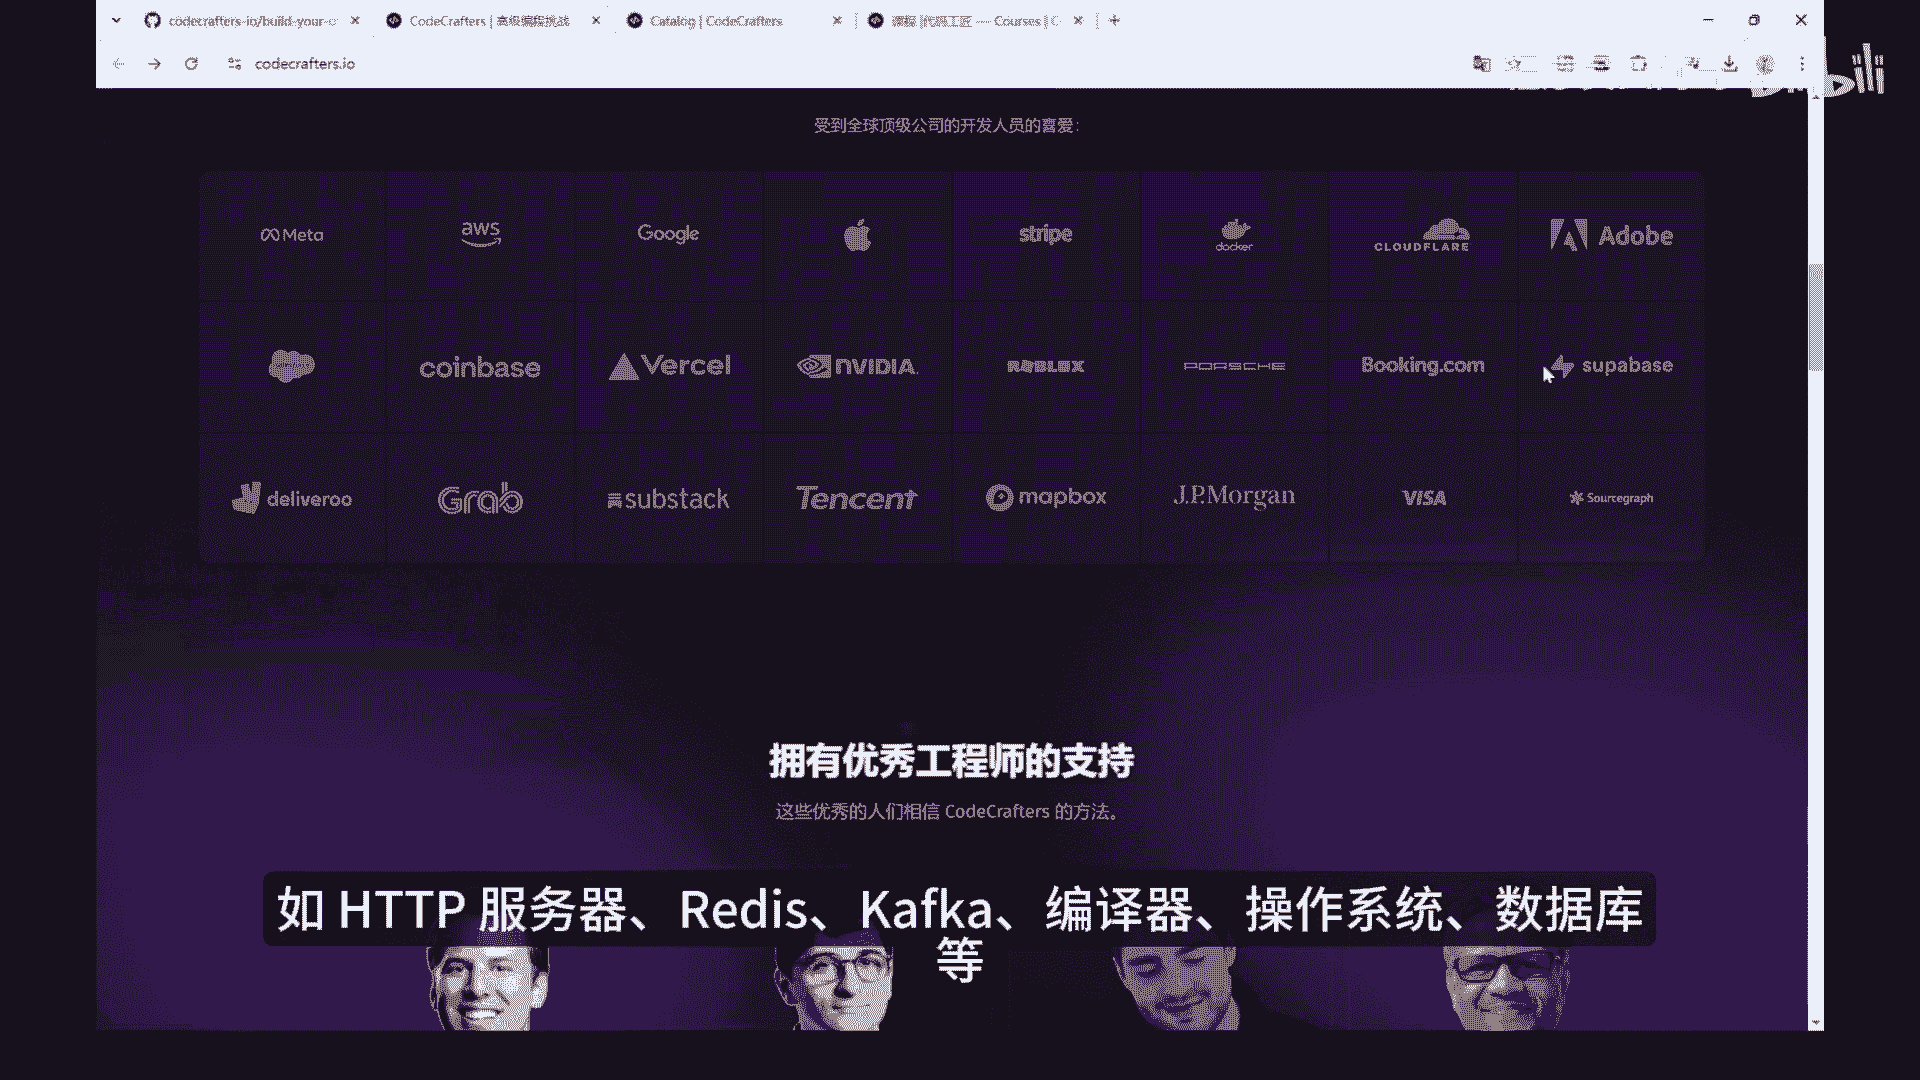 codecrafters-io/build-your-o
CodeCrafters | 高级编程挑战
Catalog | CodeCrafters
课程 |代码工匠 — Courses | C
codecrafters.io
bilibili
受到全球顶级公司的开发人员的喜爱：
Meta
aws
Google
stripe
docker
CLOUDFLARE
Adobe
coinbase
Vercel
NVIDIA.
ROBLOX
PORSCHE
Booking.com
supabase
deliveroo
Grab
substack
Tencent
mapbox
J.P.Morgan
VISA
Sourcegraph
拥有优秀工程师的支持
这些优秀的人们相信 CodeCrafters 的方法。
如 HTTP 服务器、Redis、Kafka、编译器、操作系统、数据库
等